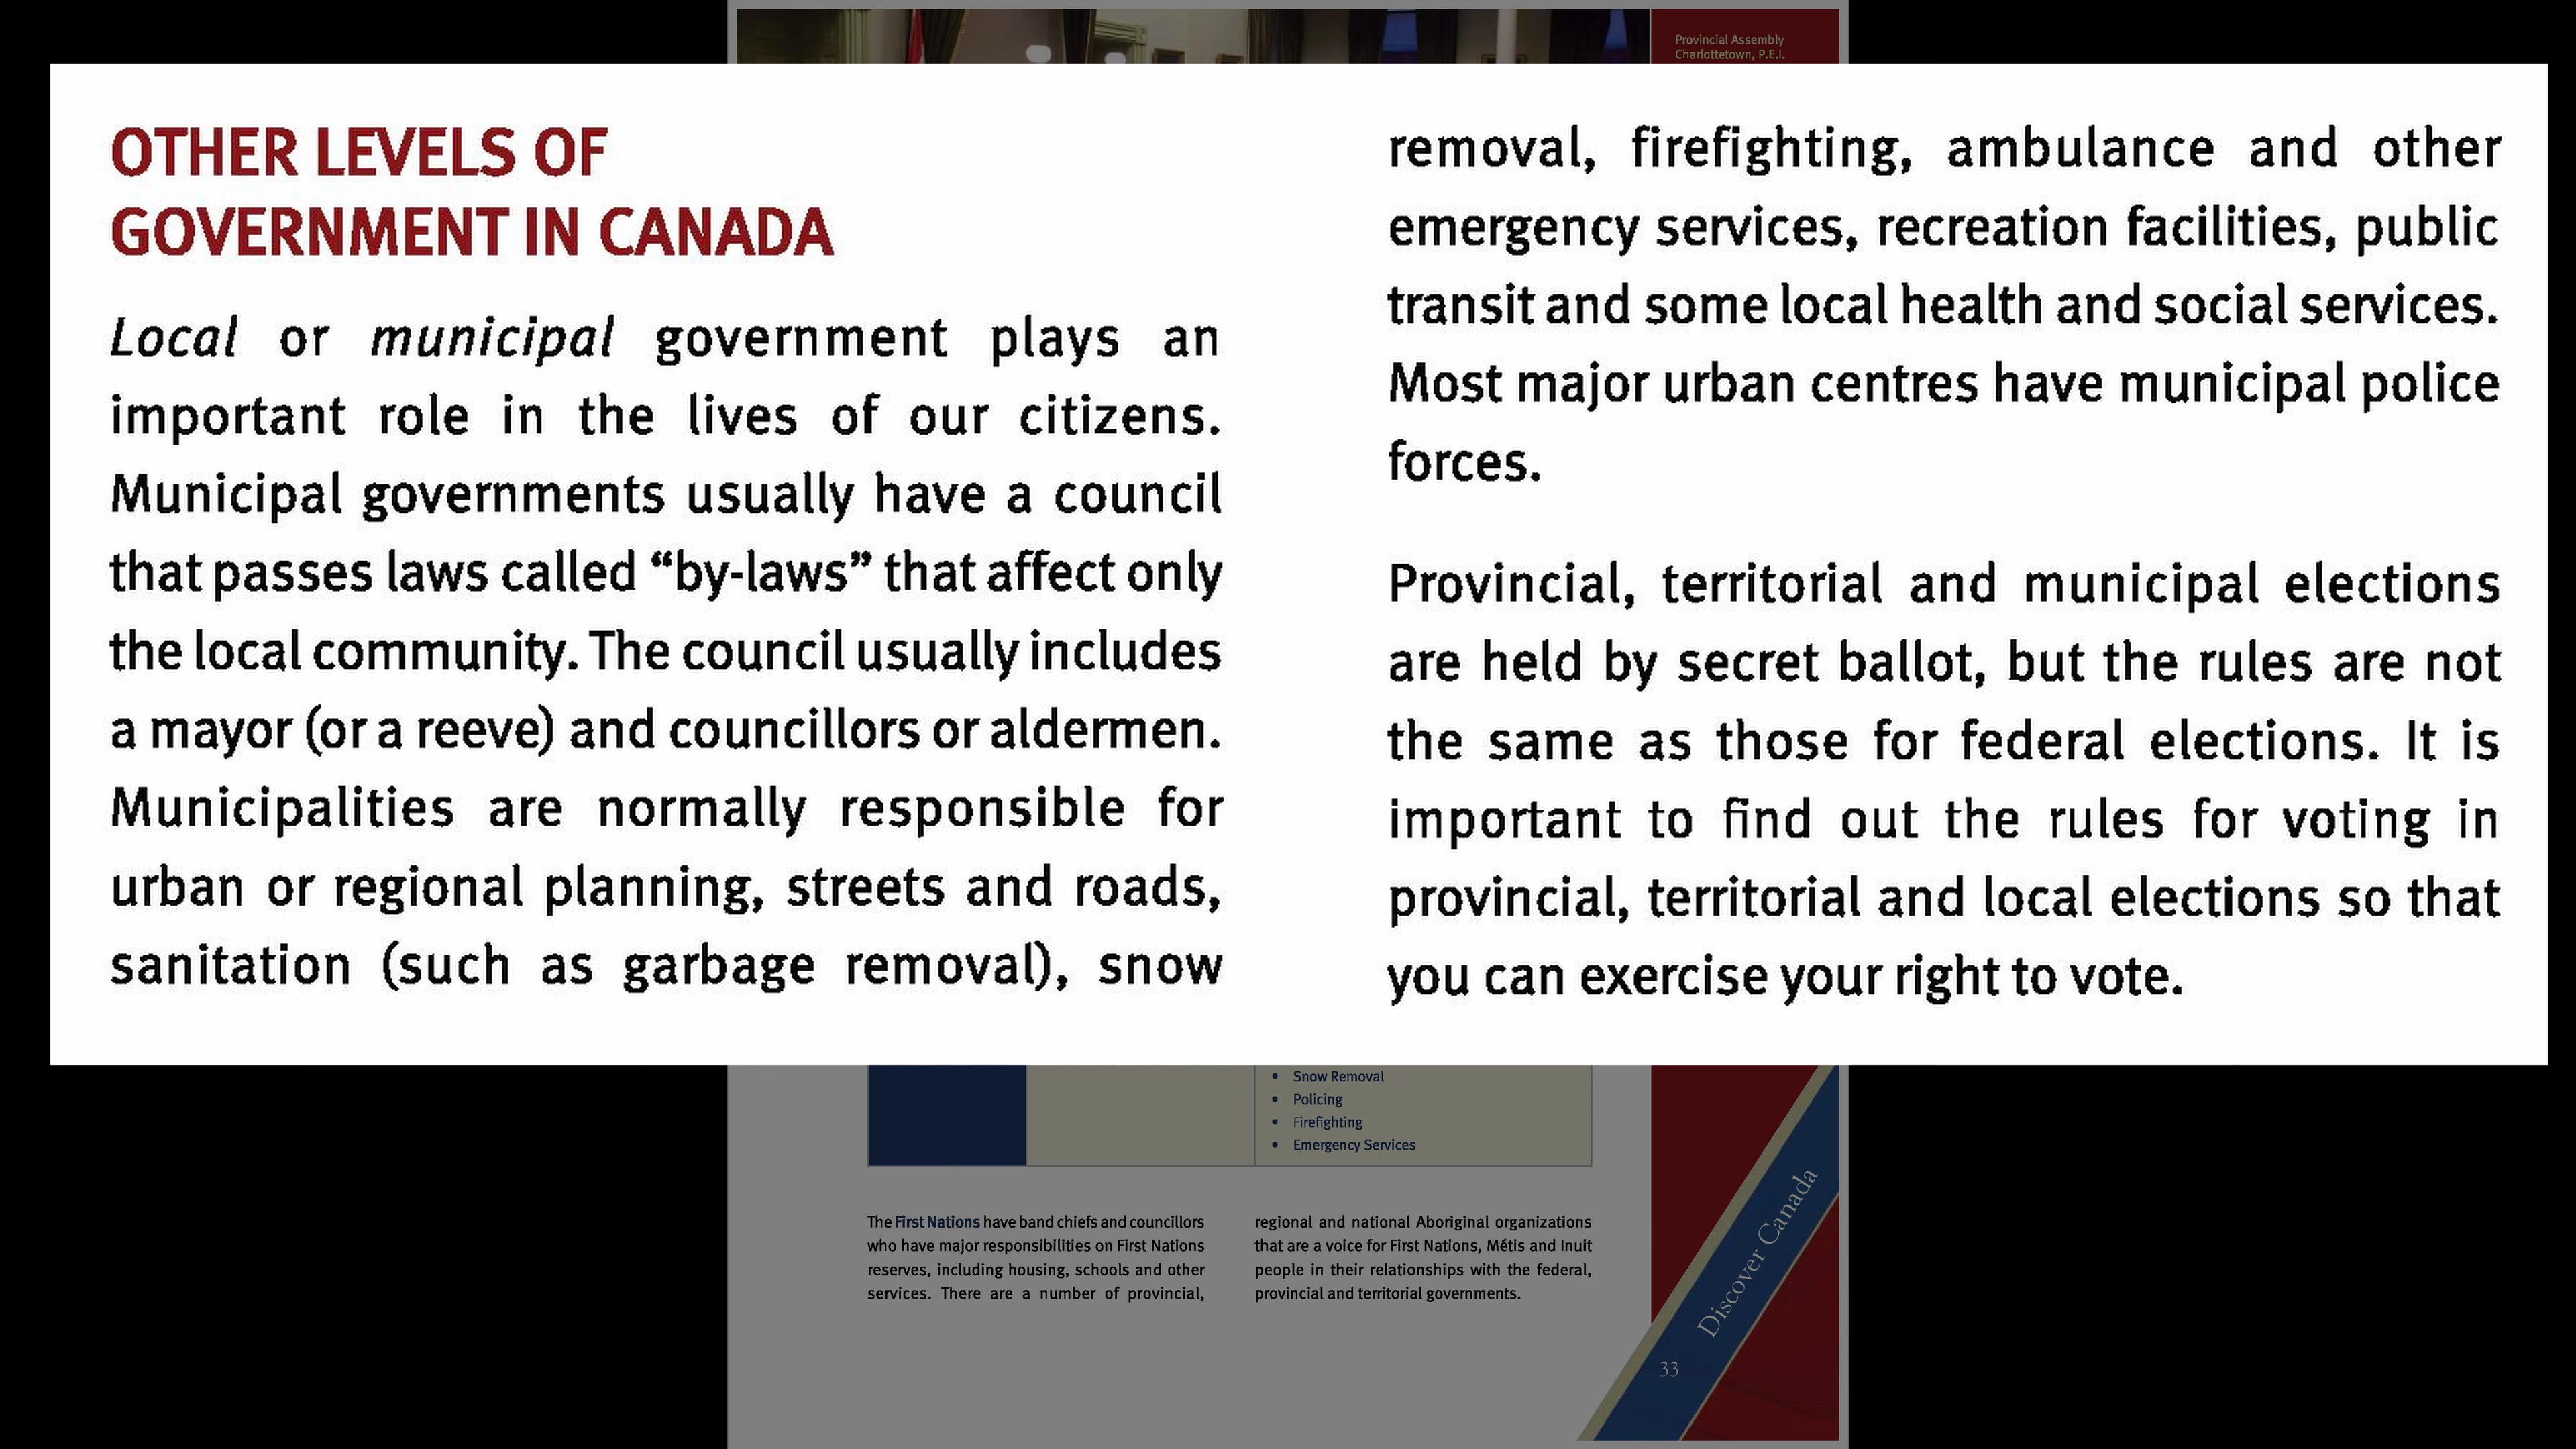 Provincial Assembly
Charlottetown, P.E.I.
OTHER LEVELS OF
GOVERNMENT IN CANADA
Local or municipal government plays an
important role in the lives of our citizens.
Municipal governments usually have a council
that passes laws called “by-laws” that affect only
the local community. The council usually includes
a mayor (or a reeve) and councillors or aldermen.
Municipalities are normally responsible for
urban or regional planning, streets and roads,
sanitation (such as garbage removal), snow
removal, firefighting, ambulance and other
emergency services, recreation facilities, public
transit and some local health and social services.
Most major urban centres have municipal police
forces.
Provincial, territorial and municipal elections
are held by secret ballot, but the rules are not
the same as those for federal elections. It is
important to find out the rules for voting in
provincial, territorial and local elections so that
you can exercise your right to vote.
• Snow Removal
• Policing
• Firefighting
• Emergency Services
The First Nations have band chiefs and councillors
who have major responsibilities on First Nations
reserves, including housing, schools and other
services. There are a number of provincial,
regional and national Aboriginal organizations
that are a voice for First Nations, Métis and Inuit
people in their relationships with the federal,
provincial and territorial governments.
Discover Canada
33